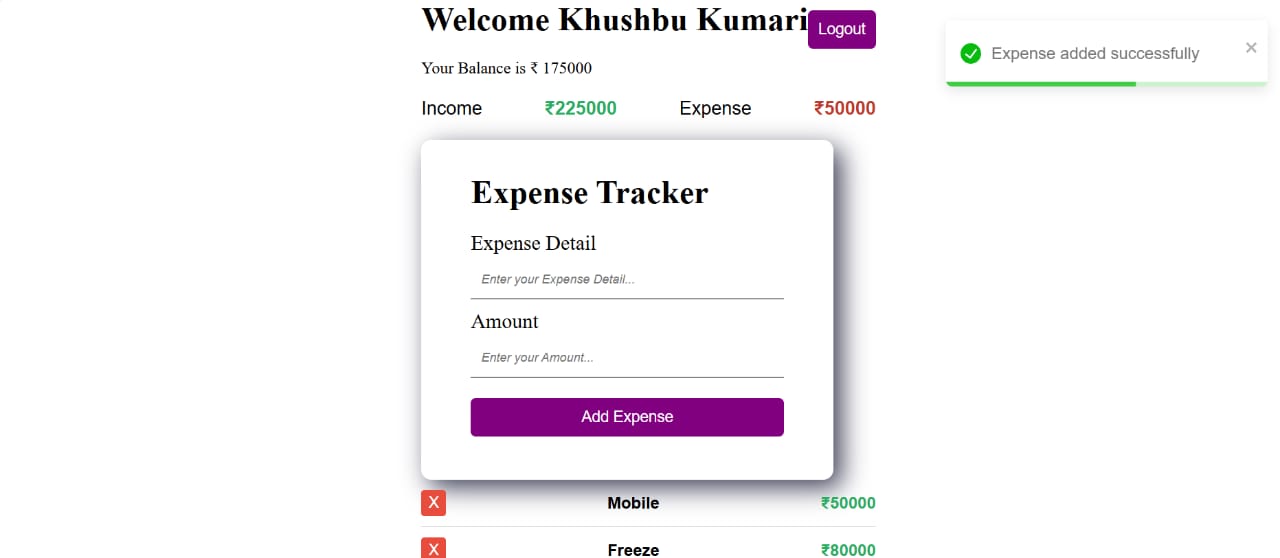 Welcome Khushbu Kumari
Logout
Expense added successfully
×
Your Balance is ₹ 175000
Income ₹225000 Expense ₹50000
Expense Tracker
Expense Detail
Enter your Expense Detail...
Amount
Enter your Amount...
Add Expense
X Mobile ₹50000
X Freeze ₹80000